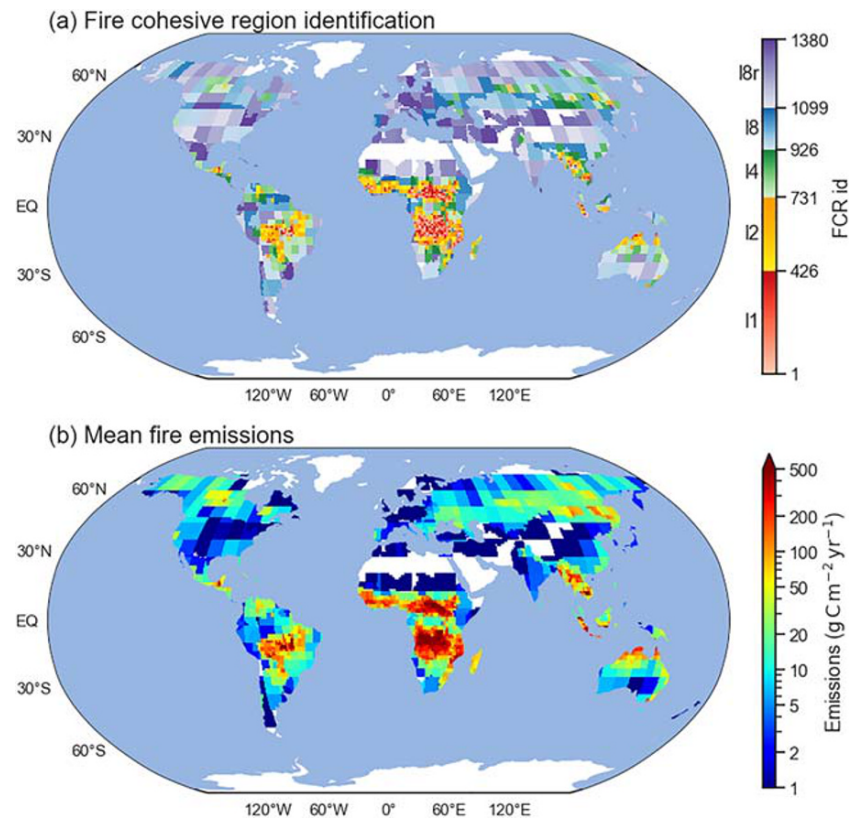 (a) Fire cohesive region identification
60°N
30°N
EQ
30°S
60°S
120°W 60°W 0° 60°E 120°E
l8r
l8
l4
l2
l1
1380
1099
926
731
426
1
FCR id
(b) Mean fire emissions
60°N
30°N
EQ
30°S
60°S
120°W 60°W 0° 60°E 120°E
500
200
100
50
20
10
5
2
1
Emissions (g C m⁻² yr⁻¹)